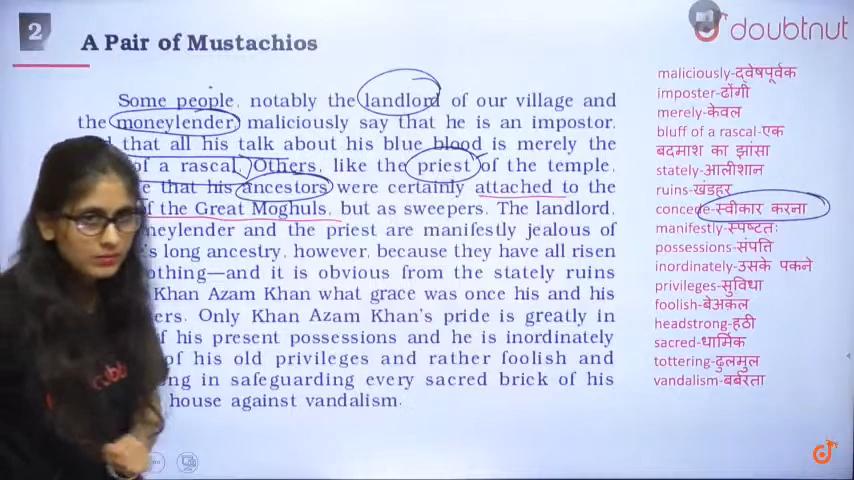 2
A Pair of Mustachios
doubtnut
Some people, notably the landlord of our village and
the moneylender, maliciously say that he is an impostor,
that all his talk about his blue blood is merely the
of a rascal. Others, like the priest of the temple,
that his ancestors were certainly attached to the
of the Great Moghuls, but as sweepers. The landlord,
moneylender and the priest are manifestly jealous of
long ancestry, however, because they have all risen
nothing—and it is obvious from the stately ruins
Khan Azam Khan what grace was once his and his
Only Khan Azam Khan's pride is greatly in
of his present possessions and he is inordinately
of his old privileges and rather foolish and
in safeguarding every sacred brick of his
house against vandalism.
maliciously-द्वेषपूर्वक
imposter-ढोंगी
merely-केवल
bluff of a rascal-एक
बदमाश का झांसा
stately-आलीशान
ruins-खंडहर
concede-स्वीकार करना
manifestly-स्पष्टतः
possessions-संपति
inordinately-उसके पकने
privileges-सुविधा
foolish-बेअक़ल
headstrong-हठी
sacred-धार्मिक
tottering-ढुलमुल
vandalism-बर्बरता